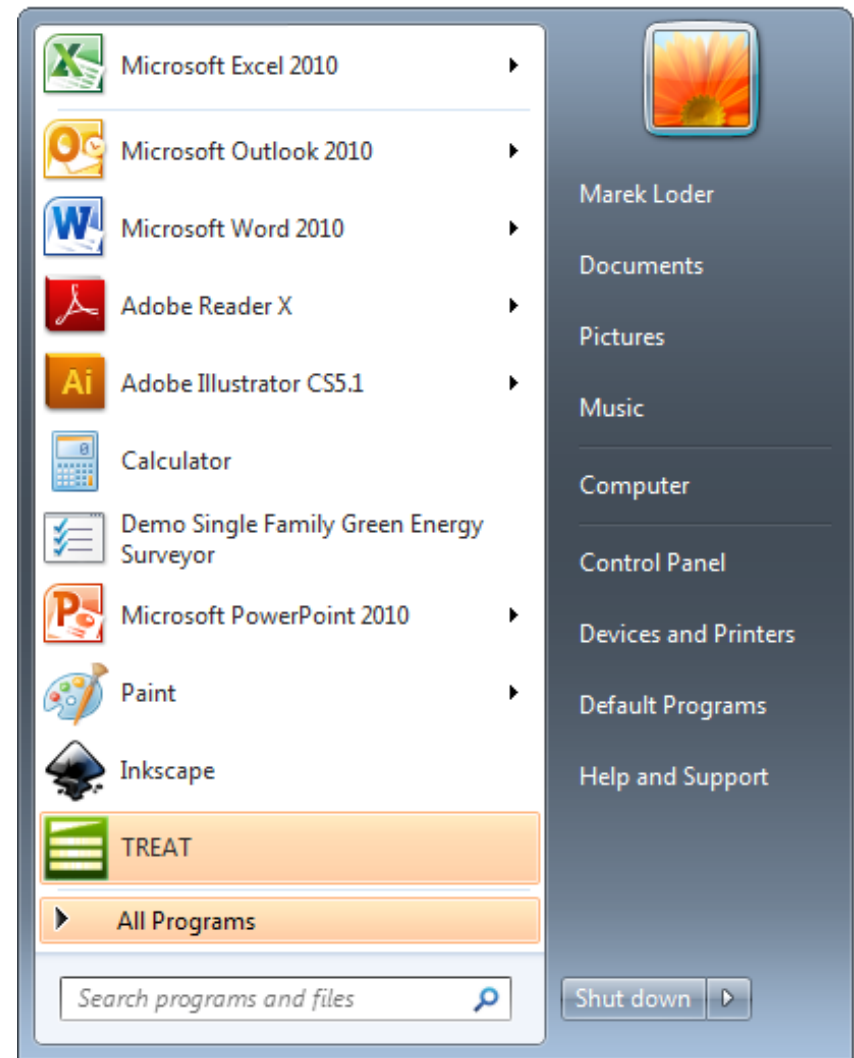 Microsoft Excel 2010
Microsoft Outlook 2010
Microsoft Word 2010
Adobe Reader X
Ai
Adobe Illustrator CS5.1
Calculator
Demo Single Family Green Energy
Surveyor
Microsoft PowerPoint 2010
Paint
Inkscape
TREAT
All Programs
Search programs and files
Marek Loder
Documents
Pictures
Music
Computer
Control Panel
Devices and Printers
Default Programs
Help and Support
Shut down